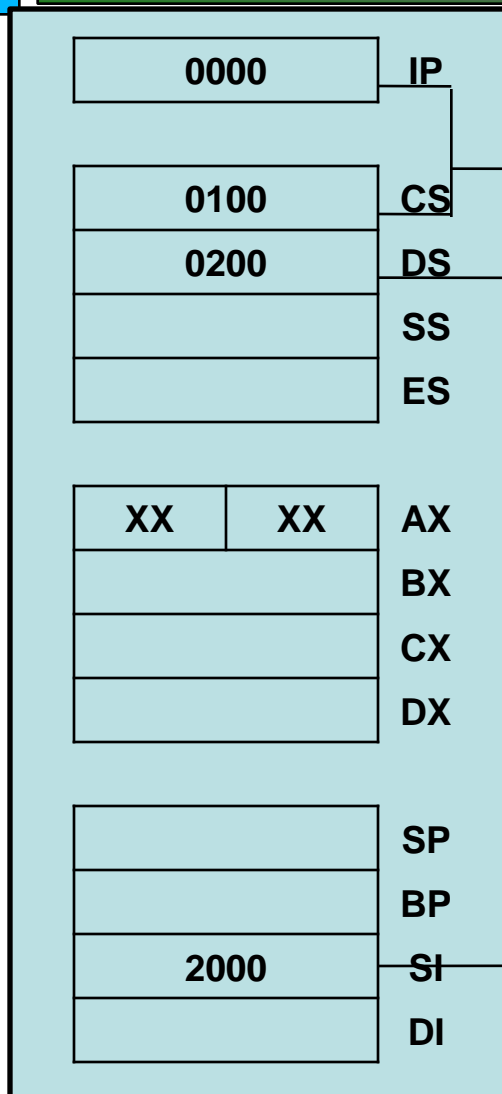 0000 IP
0100 CS
0200 DS
SS
ES
XX XX AX
BX
CX
DX
SP
BP
2000 SI
DI